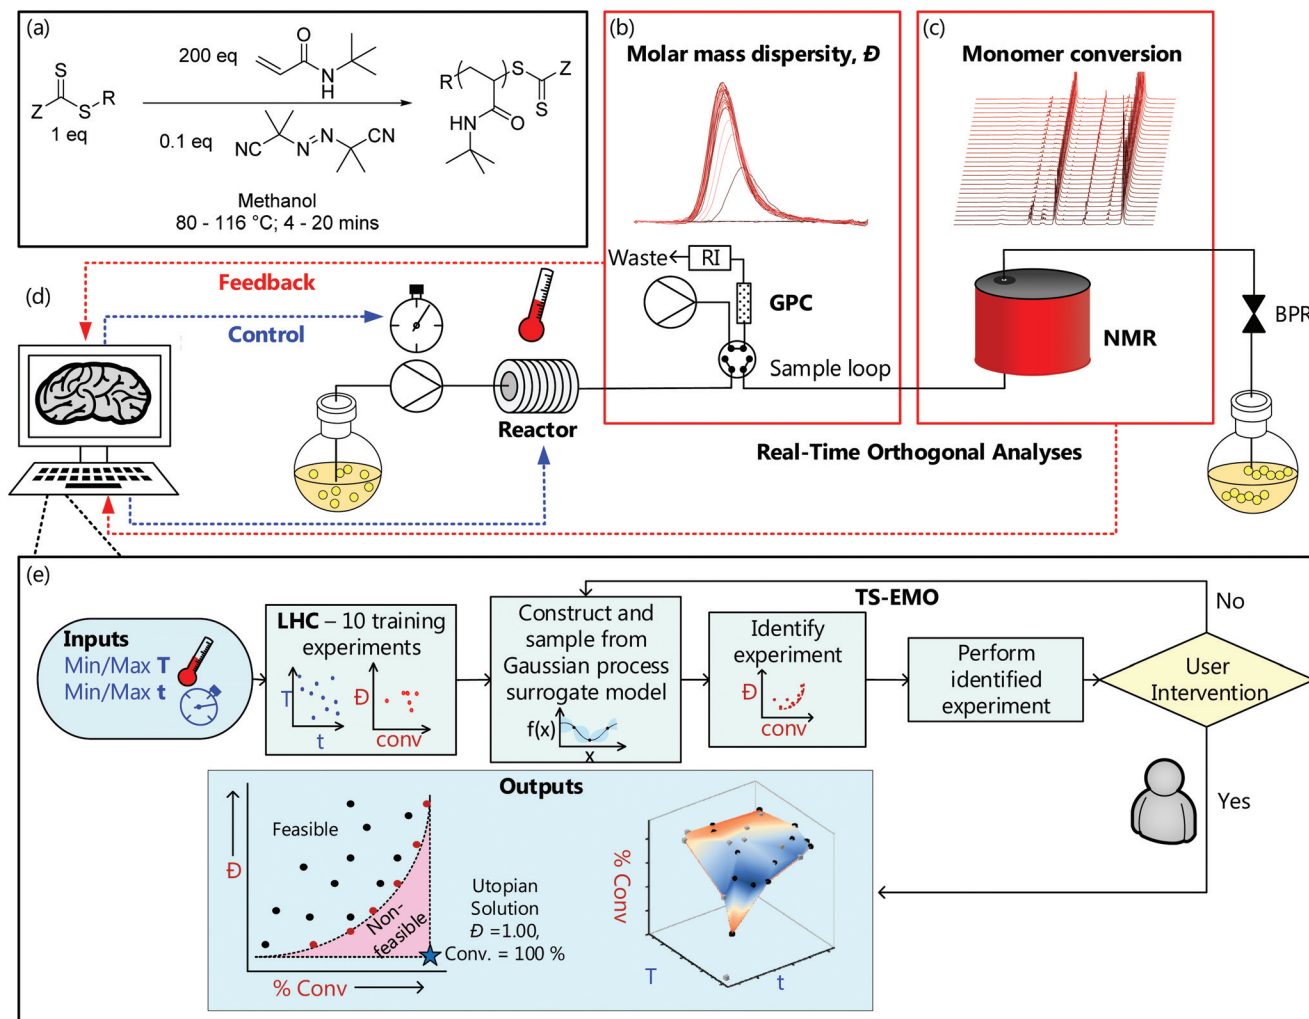 (a)
S
Z
S
R
1 eq
200 eq
O
N
H
0.1 eq
NC
N
N
CN
Methanol
80 - 116 °C; 4 - 20 mins
R
S
Z
S
HN
O
(b)
Molar mass dispersity, Đ
Waste
RI
GPC
Sample loop
(c)
Monomer conversion
NMR
BPR
Real-Time Orthogonal Analyses
(d)
Feedback
Control
Reactor
(e)
Inputs
Min/Max T
Min/Max t
LHC – 10 training
experiments
T
t
Đ
conv
Construct and
sample from
Gaussian process
surrogate model
f(x)
x
TS-EMO
Identify
experiment
Đ
conv
Perform
identified
experiment
User
Intervention
No
Yes
Outputs
Feasible
Non-
feasible
Đ
% Conv
Utopian
Solution
Đ =1.00,
Conv. = 100 %
% Conv
T
t